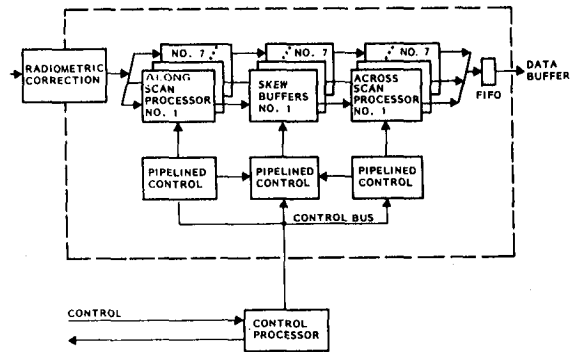 RADIOMETRIC
CORRECTION
NO. 7
ALONG
SCAN
PROCESSOR
NO. 1
NO. 7
SKEW
BUFFERS
NO. 1
NO. 7
ACROSS
SCAN
PROCESSOR
NO. 1
FIFO
DATA
BUFFER
PIPELINED
CONTROL
PIPELINED
CONTROL
PIPELINED
CONTROL
CONTROL BUS
CONTROL
CONTROL
PROCESSOR